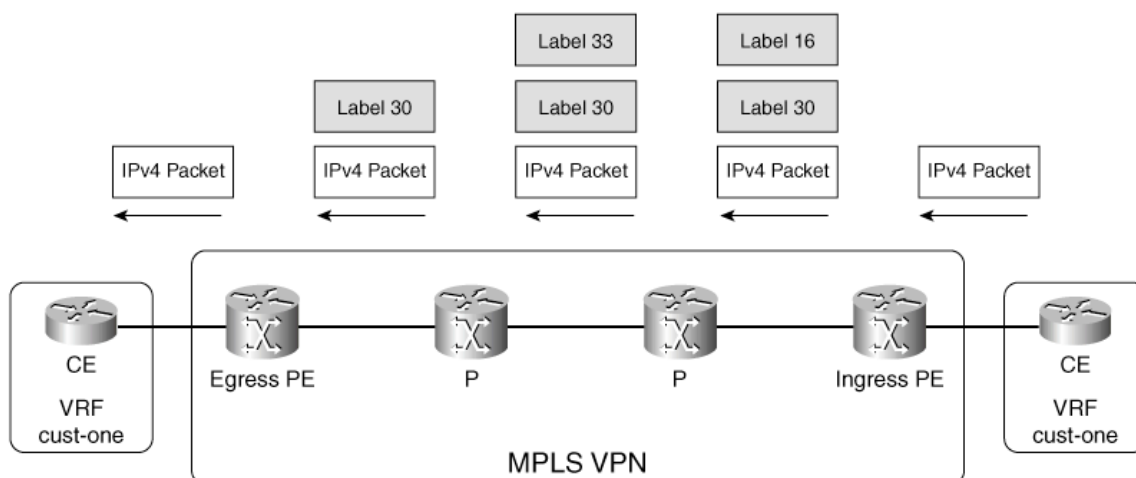 Label 33
Label 16
Label 30
Label 30
Label 30
IPv4 Packet
IPv4 Packet
IPv4 Packet
IPv4 Packet
IPv4 Packet
CE
Egress PE
P
P
Ingress PE
CE
VRF
cust-one
VRF
cust-one
MPLS VPN